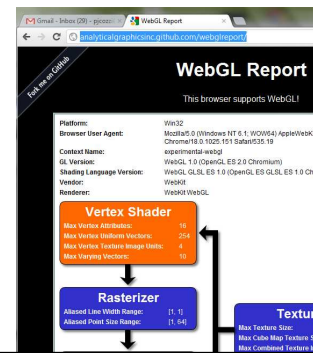 Gmail - Inbox (29) - pjcozzi
WebGL Report
analyticalgraphicsinc.github.com/webglreport/
Fork me on GitHub
WebGL Report
This browser supports WebGL!
Platform: Win32
Browser User Agent: Mozilla/5.0 (Windows NT 6.1; WOW64) AppleWebK
Chrome/18.0.1025.151 Safari/535.19
Context Name: experimental-webgl
GL Version: WebGL 1.0 (OpenGL ES 2.0 Chromium)
Shading Language Version: WebGL GLSL ES 1.0 (OpenGL ES GLSL ES 1.0 Ch
Vendor: WebKit
Renderer: WebKit WebGL
Vertex Shader
Max Vertex Attributes: 16
Max Vertex Uniform Vectors: 254
Max Vertex Texture Image Units: 4
Max Varying Vectors: 10
Rasterizer
Aliased Line Width Range: [1, 1]
Aliased Point Size Range: [1, 64]
Textur
Max Texture Size:
Max Cube Map Texture S
Max Combined Texture I